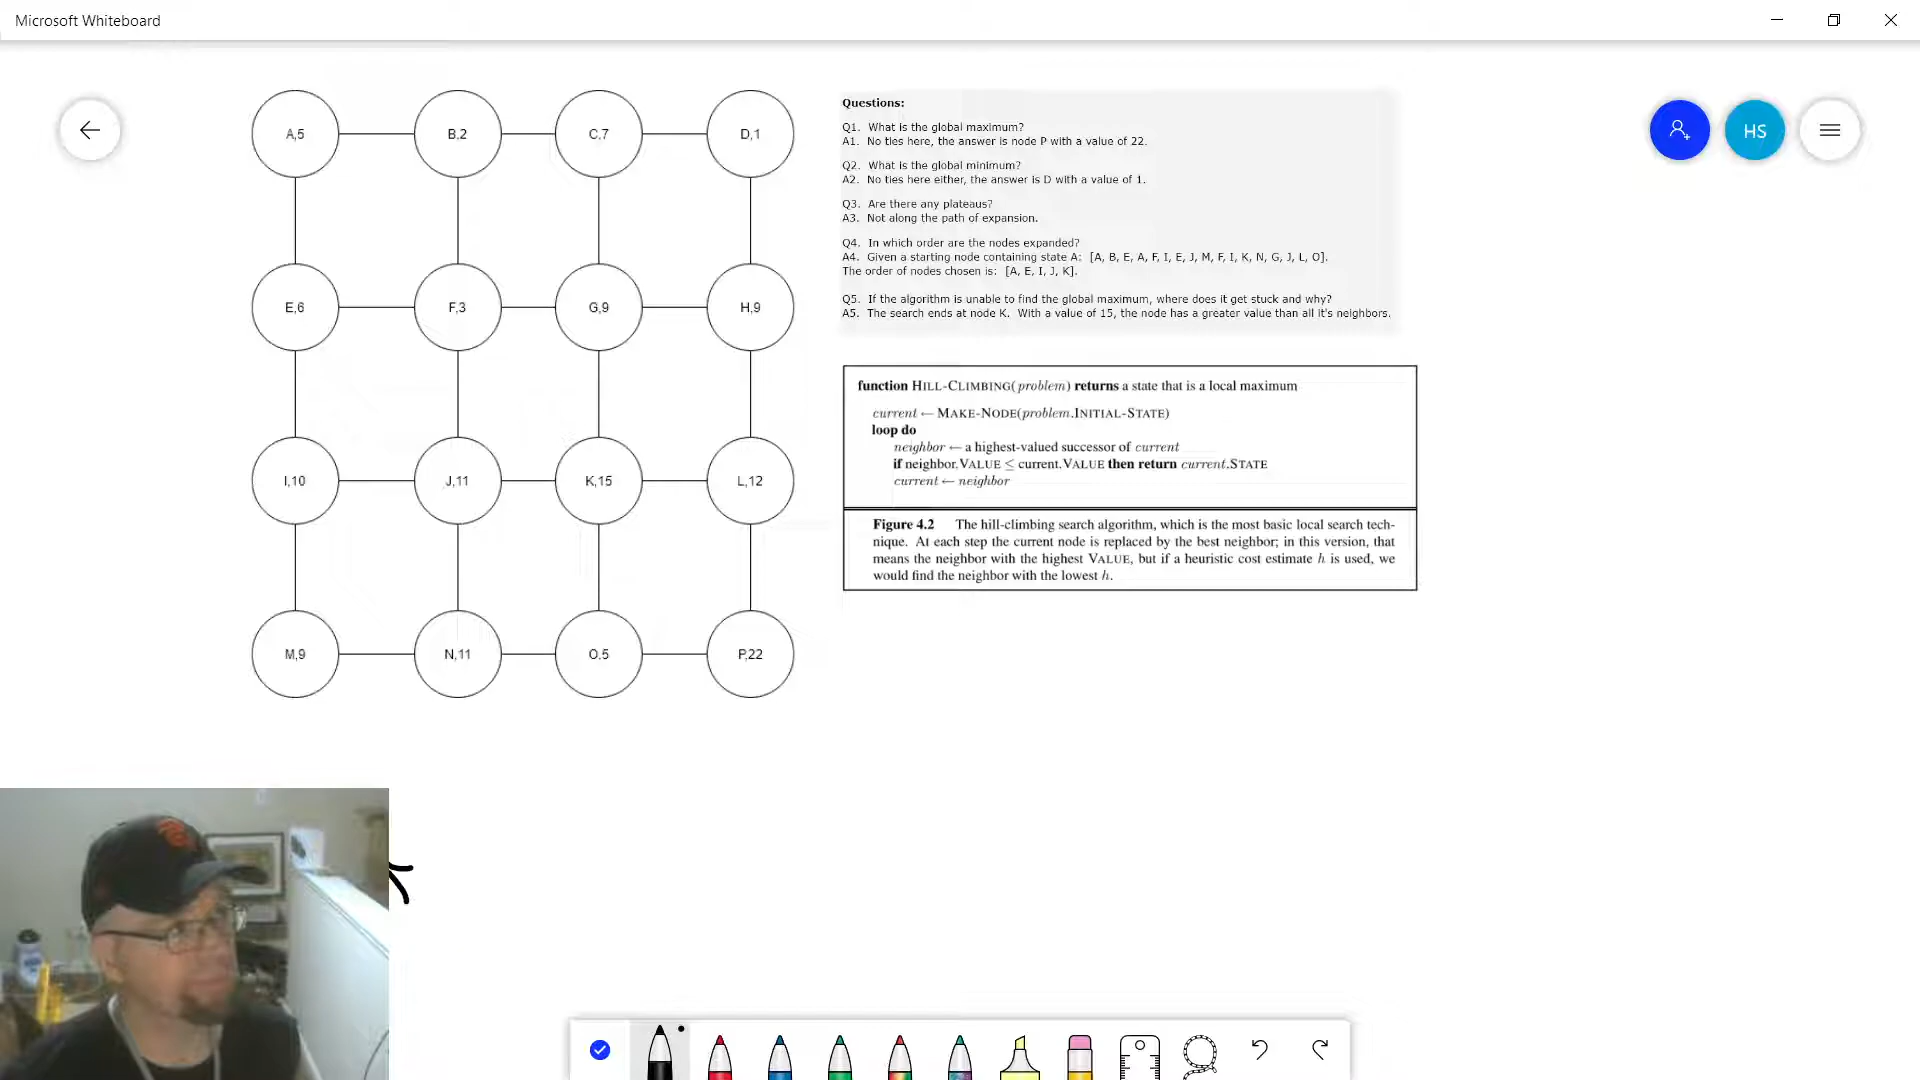 Microsoft Whiteboard
A,5
B,2
C,7
D,1
E,6
F,3
G,9
H,9
I,10
J,11
K,15
L,12
M,9
N,11
O,5
P,22
Questions:
Q1. What is the global maximum?
A1. No ties here, the answer is node P with a value of 22.
Q2. What is the global minimum?
A2. No ties here either, the answer is D with a value of 1.
Q3. Are there any plateaus?
A3. Not along the path of expansion.
Q4. In which order are the nodes expanded?
A4. Given a starting node containing state A: [A, B, E, A, F, I, E, J, M, F, I, K, N, G, J, L, O].
The order of nodes chosen is: [A, E, I, J, K].
Q5. If the algorithm is unable to find the global maximum, where does it get stuck and why?
A5. The search ends at node K. With a value of 15, the node has a greater value than all it's neighbors.
function HILL-CLIMBING(problem) returns a state that is a local maximum
current ← MAKE-NODE(problem.INITIAL-STATE)
loop do
neighbor ← a highest-valued successor of current
if neighbor.VALUE ≤ current.VALUE then return current.STATE
current ← neighbor
Figure 4.2 The hill-climbing search algorithm, which is the most basic local search tech-
nique. At each step the current node is replaced by the best neighbor; in this version, that
means the neighbor with the highest VALUE, but if a heuristic cost estimate h is used, we
would find the neighbor with the lowest h.
HS